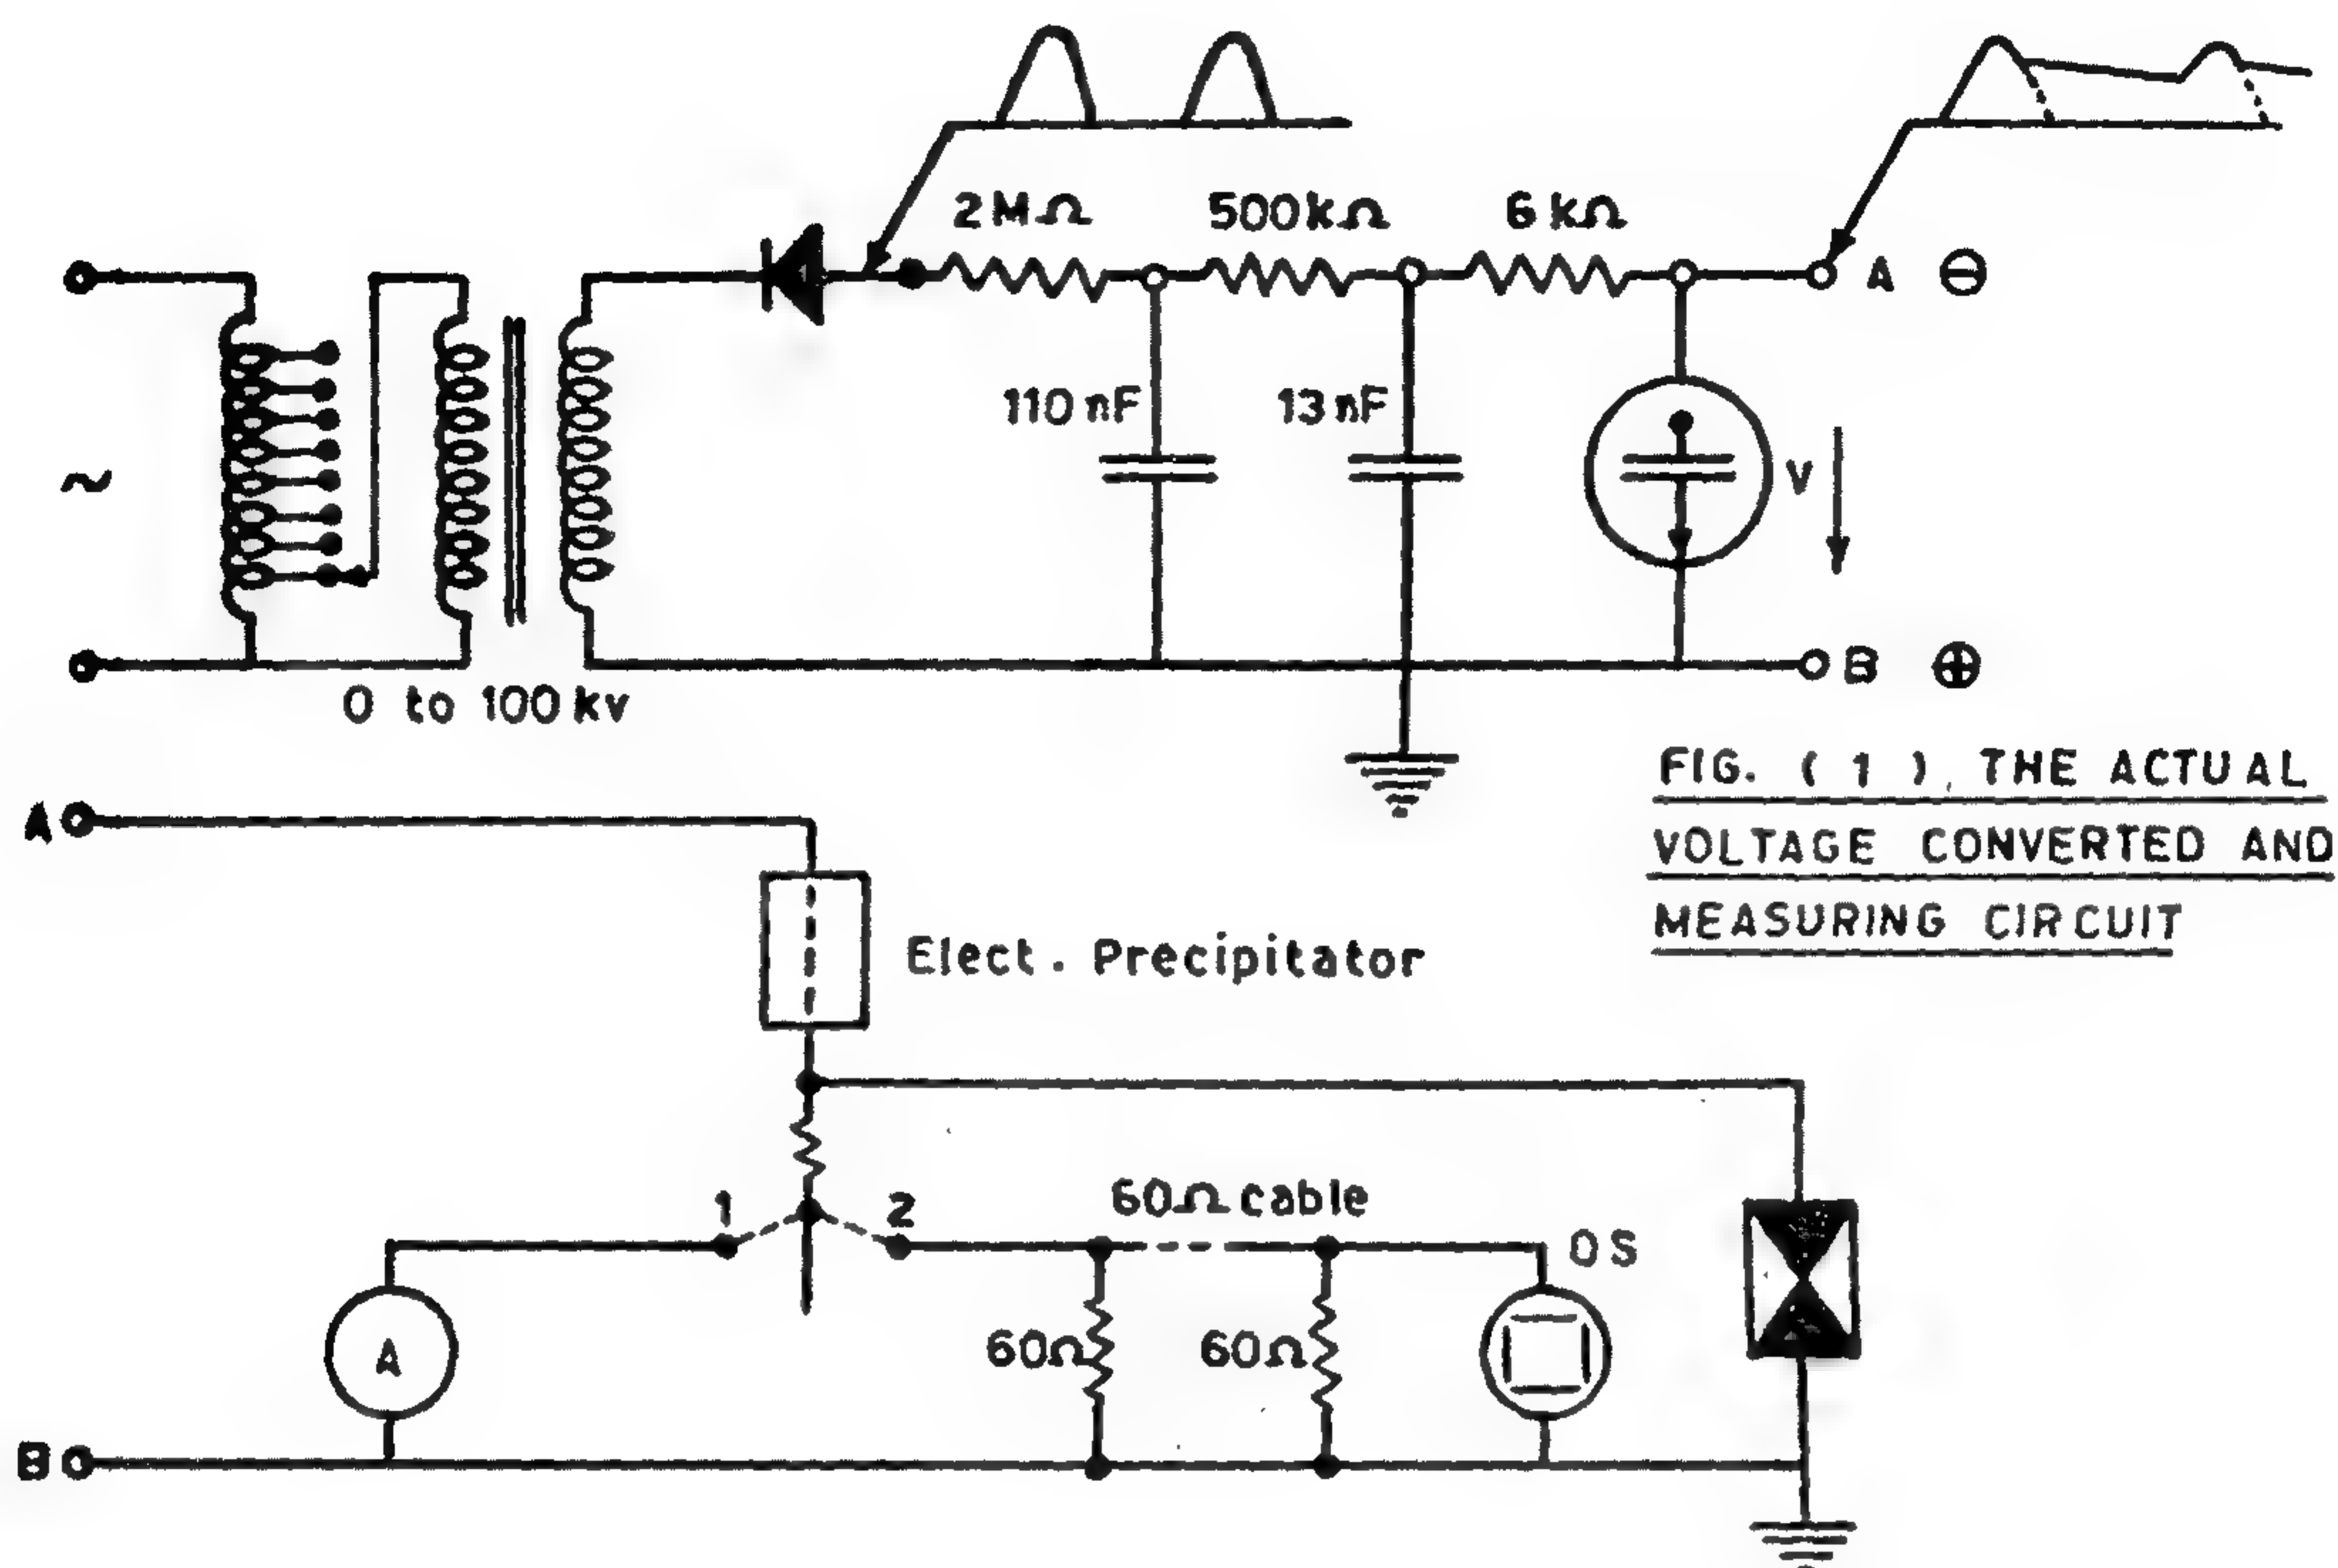 2MΩ 500kΩ 6kΩ
A ⊖
110nF 13nF V
~
B ⊕
0 to 100kv
FIG. ( 1 ), THE ACTUAL
VOLTAGE CONVERTED AND
MEASURING CIRCUIT
A
Elect. Precipitator
1 2 60Ω cable
OS
A 60Ω 60Ω
B